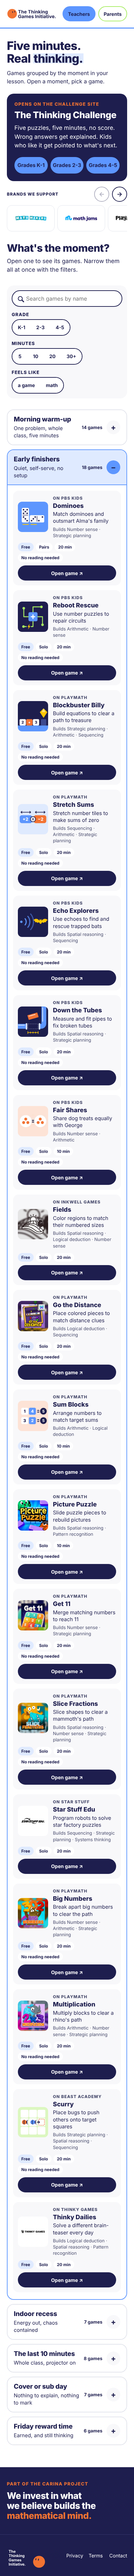 The Thinking
Games Initiative.
Teachers
Parents
Five minutes.
Real thinking.
Games grouped by the moment in your
lesson. Open a moment, pick a game.
OPENS ON THE CHALLENGE SITE
The Thinking Challenge
Five puzzles, five minutes, no score.
Wrong answers get explained. Kids
who like it get pointed to what's next.
Grades K-1
Grades 2-3
Grades 4-5
BRANDS WE SUPPORT
math jams
What's the moment?
Open one to see its games. Narrow them
all at once with the filters.
Search games by name
GRADE
K-1
2-3
4-5
MINUTES
5
10
20
30+
FEELS LIKE
a game
math
Morning warm-up
One problem, whole
class, five minutes
14 games
Early finishers
Quiet, self-serve, no
setup
18 games
ON PBS KIDS
Dominoes
Match dominoes and
outsmart Alma's family
Builds Number sense ·
Strategic planning
Free
Pairs
20 min
No reading needed
Open game
ON PBS KIDS
Reboot Rescue
Use number puzzles to
repair circuits
Builds Arithmetic · Number
sense
Free
Solo
20 min
No reading needed
Open game
ON PLAYMATH
Blockbuster Billy
Build equations to clear a
path to treasure
Builds Strategic planning ·
Arithmetic · Sequencing
Free
Solo
20 min
No reading needed
Open game
ON PLAYMATH
Stretch Sums
Stretch number tiles to
make sums of zero
Builds Sequencing ·
Arithmetic · Strategic
planning
Free
Solo
20 min
No reading needed
Open game
ON PLAYMATH
Echo Explorers
Use echoes to find and
rescue trapped bats
Builds Spatial reasoning ·
Sequencing
Free
Solo
20 min
No reading needed
Open game
ON PBS KIDS
Down the Tubes
Measure and fit pipes to
fix broken tubes
Builds Spatial reasoning ·
Strategic planning
Free
Solo
20 min
No reading needed
Open game
ON PBS KIDS
Fair Shares
Share dog treats equally
with George
Builds Number sense ·
Arithmetic
Free
Solo
10 min
No reading needed
Open game
ON INKWELL GAMES
Fields
Color regions to match
their numbered sizes
Builds Spatial reasoning ·
Logical deduction · Number
sense
Free
Solo
20 min
Open game
ON PLAYMATH
Go the Distance
Place colored pieces to
match distance clues
Builds Logical deduction ·
Sequencing
Free
Solo
20 min
No reading needed
Open game
ON PLAYMATH
Sum Blocks
Arrange numbers to
match target sums
Builds Arithmetic · Logical
deduction
Free
Solo
10 min
No reading needed
Open game
ON PLAYMATH
Picture Puzzle
Slide puzzle pieces to
rebuild pictures
Builds Spatial reasoning ·
Pattern recognition
Free
Solo
10 min
No reading needed
Open game
ON PLAYMATH
Get 11
Merge matching numbers
to reach 11
Builds Number sense ·
Strategic planning
Free
Solo
20 min
No reading needed
Open game
ON PLAYMATH
Slice Fractions
Slice shapes to clear a
mammoth's path
Builds Spatial reasoning ·
Number sense · Strategic
planning
Free
Solo
20 min
No reading needed
Open game
ON STAR STUFF
Star Stuff Edu
Program robots to solve
star factory puzzles
Builds Sequencing · Strategic
planning · Systems thinking
Free
Solo
20 min
Open game
ON PLAYMATH
Big Numbers
Break apart big numbers
to clear the path
Builds Number sense ·
Arithmetic · Strategic
planning
Free
Solo
20 min
No reading needed
Open game
ON PLAYMATH
Multiplication
Multiply blocks to clear a
rhino's path
Builds Arithmetic · Number
sense · Strategic planning
Free
Solo
20 min
No reading needed
Open game
ON BEAST ACADEMY
Scurry
Place bugs to push
others onto target
squares
Builds Strategic planning ·
Spatial reasoning ·
Sequencing
Free
Solo
20 min
No reading needed
Open game
ON THINKY GAMES
Thinky Dailies
Solve a different brain-
teaser every day
Builds Logical deduction ·
Spatial reasoning · Pattern
recognition
Free
Solo
20 min
Open game
Indoor recess
Energy out, chaos
contained
7 games
The last 10 minutes
Whole class, projector on
6 games
Cover or sub day
Nothing to explain, nothing
to mark
7 games
Friday reward time
Earned, and still thinking
6 games
PART OF THE CARINA PROJECT
We invest in what
we believe builds the
mathematical mind.
The
Thinking
Games
Initiative.
Privacy
Terms
Contact